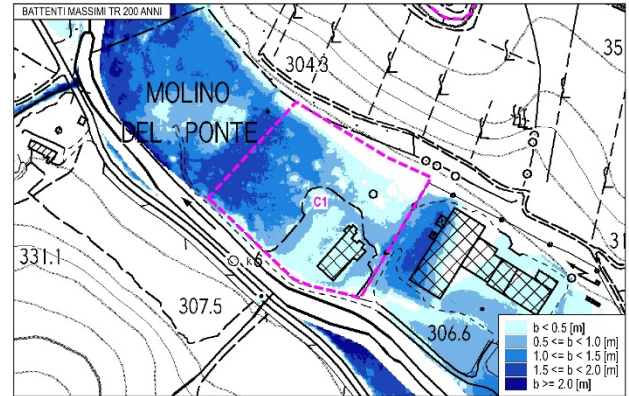 BATTENTI MASSIMI TR 200 ANNI
304.3
35
MOLINO
DEL PONTE
C1
331.1
k6
31
307.5
306.6
b < 0.5 [m]
0.5 <= b < 1.0 [m]
1.0 <= b < 1.5 [m]
1.5 <= b < 2.0 [m]
b >= 2.0 [m]